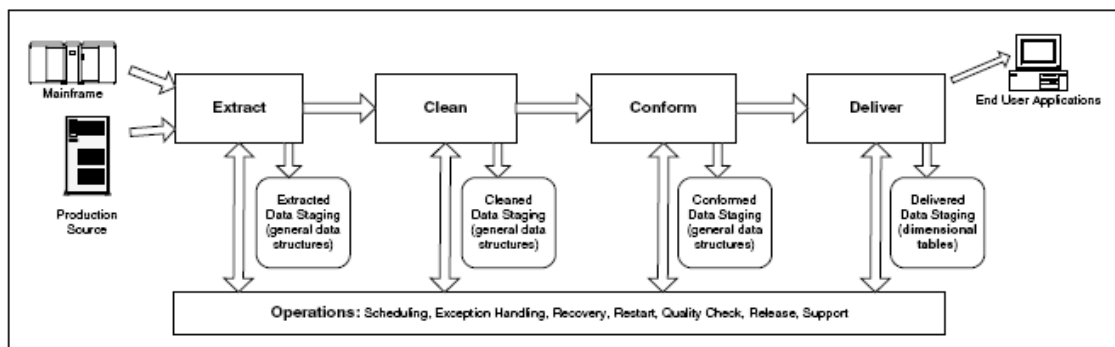 Mainframe
Production
Source
Extract
Clean
Conform
Deliver
End User Applications
Extracted
Data Staging
(general data
structures)
Cleaned
Data Staging
(general data
structures)
Conformed
Data Staging
(general data
structures)
Delivered
Data Staging
(dimensional
tables)
Operations: Scheduling, Exception Handling, Recovery, Restart, Quality Check, Release, Support